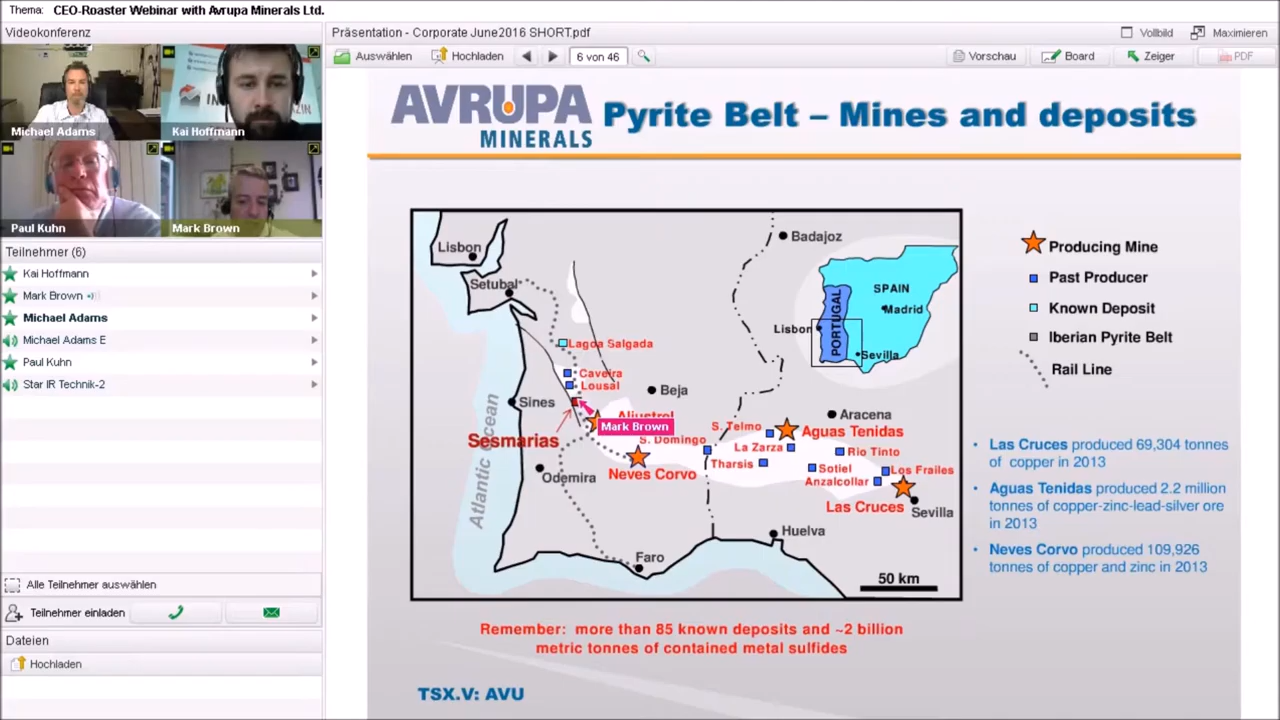 Thema: CEO-Roaster Webinar with Avrupa Minerals Ltd.
Videokonferenz
Michael Adams
Kai Hoffmann
Paul Kuhn
Mark Brown
Teilnehmer (6)
Kai Hoffmann
Mark Brown
Michael Adams
Michael Adams E
Paul Kuhn
Star IR Technik-2
Alle Teilnehmer auswählen
Teilnehmer einladen
Dateien
Hochladen
Präsentation - Corporate June2016 SHORT.pdf
Vollbild
Maximieren
Auswählen
Hochladen
6 von 46
Vorschau
Board
Zeiger
PDF
AVRUPA
MINERALS
Pyrite Belt – Mines and deposits
Lisbon
Setubal
Badajoz
SPAIN
Madrid
Lisbon
PORTUGAL
Sevilla
Lagoa Salgada
Caveira
Lousal
Beja
Sines
Aljustrel
Mark Brown
Sesmarias
S. Domingo
Neves Corvo
Odemira
Atlantic Ocean
Aracena
S. Telmo
Aguas Tenidas
La Zarza
Rio Tinto
Tharsis
Sotiel
Los Frailes
Anzalcollar
Las Cruces
Sevilla
Huelva
Faro
50 km
Producing Mine
Past Producer
Known Deposit
Iberian Pyrite Belt
Rail Line
• Las Cruces produced 69,304 tonnes
of copper in 2013
• Aguas Tenidas produced 2.2 million
tonnes of copper-zinc-lead-silver ore
in 2013
• Neves Corvo produced 109,926
tonnes of copper and zinc in 2013
Remember: more than 85 known deposits and ~2 billion
metric tonnes of contained metal sulfides
TSX.V: AVU